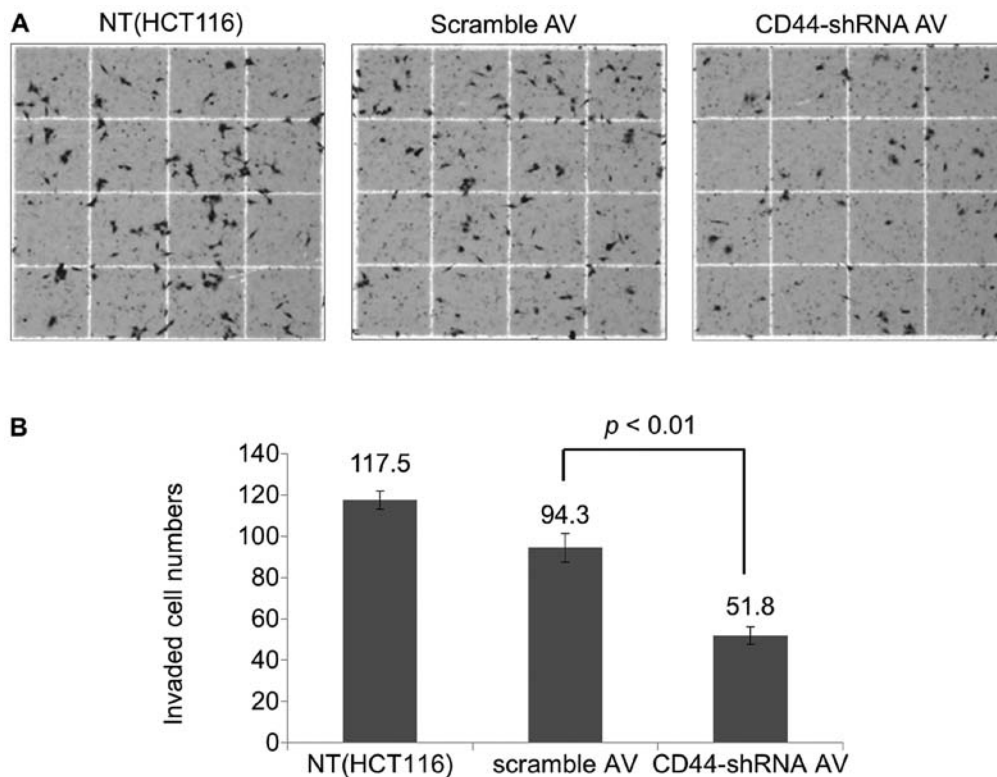 A
NT(HCT116)
Scramble AV
CD44-shRNA AV
B
p < 0.01
Invaded cell numbers
140
120
100
80
60
40
20
0
117.5
94.3
51.8
NT(HCT116)
scramble AV
CD44-shRNA AV